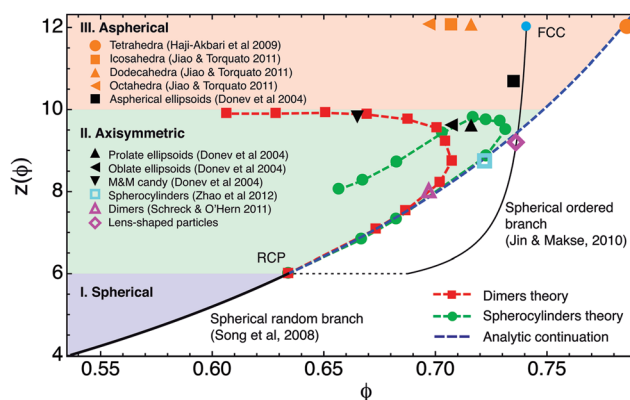 12
10
8
6
4
z(ϕ)
III. Aspherical
Tetrahedra (Haji-Akbari et al 2009)
Icosahedra (Jiao & Torquato 2011)
Dodecahedra (Jiao & Torquato 2011)
Octahedra (Jiao & Torquato 2011)
Aspherical ellipsoids (Donev et al 2004)
FCC
II. Axisymmetric
Prolate ellipsoids (Donev et al 2004)
Oblate ellipsoids (Donev et al 2004)
M&M candy (Donev et al 2004)
Spherocylinders (Zhao et al 2012)
Dimers (Schreck & O'Hern 2011)
Lens-shaped particles
RCP
Spherical ordered
branch
(Jin & Makse, 2010)
I. Spherical
Spherical random branch
(Song et al, 2008)
Dimers theory
Spherocylinders theory
Analytic continuation
0.55
0.60
0.65
0.70
0.75
ϕ